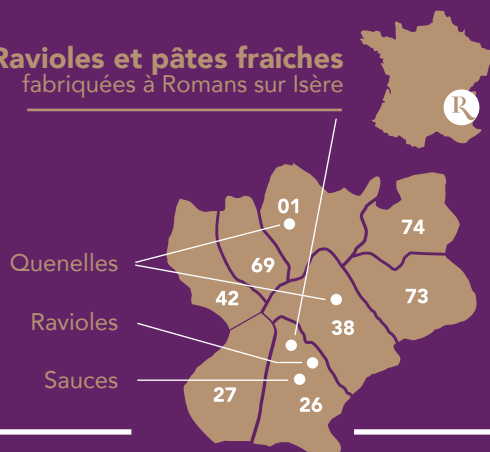 Ravioles et pâtes fraîches
fabriquées à Romans sur Isère
R
01
74
69
Quenelles
73
42
Ravioles
38
Sauces
27
26